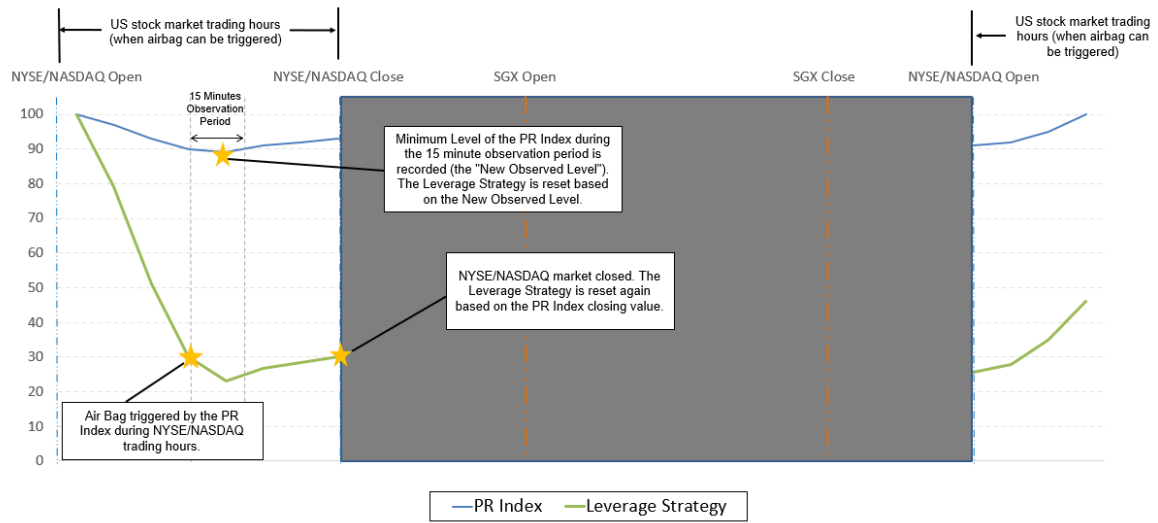 US stock market trading hours
(when airbag can be triggered)
US stock market trading
hours (when airbag can
be triggered)
NYSE/NASDAQ Open
NYSE/NASDAQ Close
SGX Open
SGX Close
NYSE/NASDAQ Open
15 Minutes
Observation
Period
100
90
80
70
60
50
40
30
20
10
0
Minimum Level of the PR Index during
the 15 minute observation period is
recorded (the "New Observed Level").
The Leverage Strategy is reset based
on the New Observed Level.
NYSE/NASDAQ market closed. The
Leverage Strategy is reset again
based on the PR Index closing value.
Air Bag triggered by the PR
Index during NYSE/NASDAQ
trading hours.
PR Index
Leverage Strategy